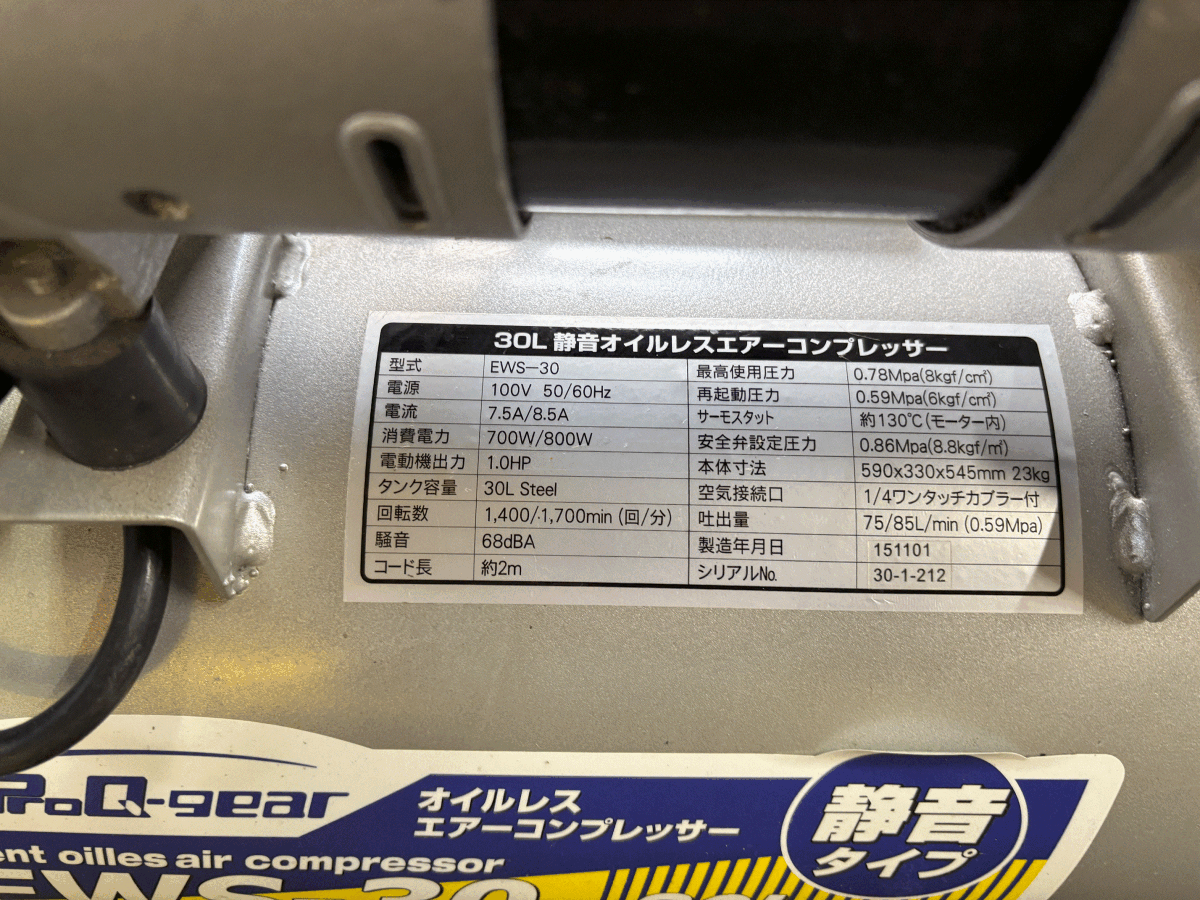 30L 静音オイルレスエアーコンプレッサー
型式 EWS-30 最高使用圧力 0.78Mpa(8kgf/c㎡)
電源 100V 50/60Hz 再起動圧力 0.59Mpa(6kgf/c㎡)
電流 7.5A/8.5A サーモスタット 約130℃(モーター内)
消費電力 700W/800W 安全弁設定圧力 0.86Mpa(8.8kgf/㎡)
電動機出力 1.0HP 本体寸法 590x330x545mm 23kg
タンク容量 30L Steel 空気接続口 1/4ワンタッチカプラー付
回転数 1,400/1,700min (回/分) 吐出量 75/85L/min (0.59Mpa)
騒音 68dBA 製造年月日 151101
コード長 約2m シリアルNo. 30-1-212
ProQ-gear
オイルレス
エアーコンプレッサー
静音
タイプ
oilles air compressor
EWS-30